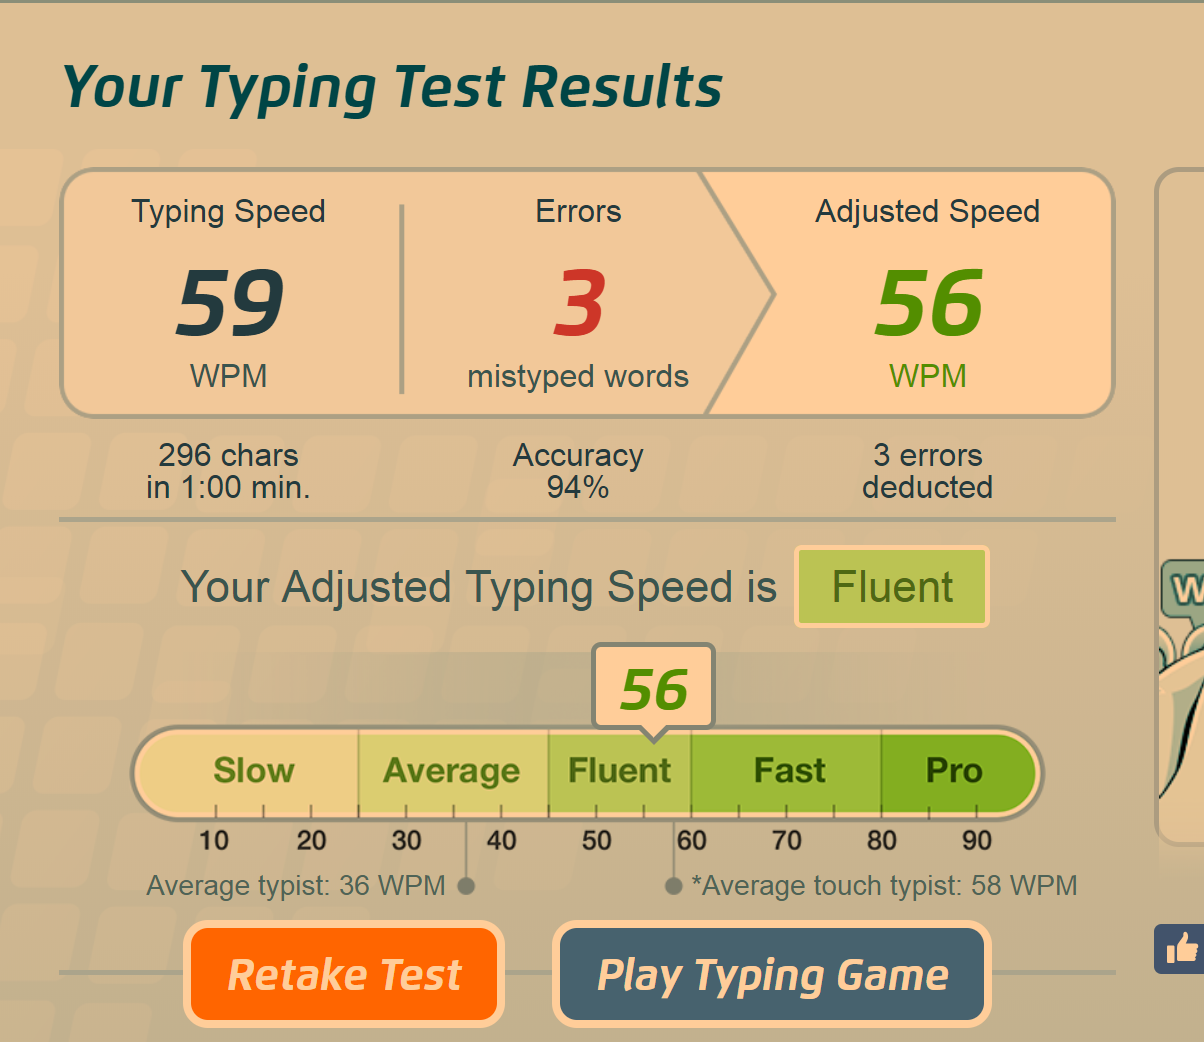 Your Typing Test Results
Typing Speed
59
WPM
Errors
3
mistyped words
Adjusted Speed
56
WPM
296 chars
in 1:00 min.
Accuracy
94%
3 errors
deducted
Your Adjusted Typing Speed is Fluent
56
Slow Average Fluent Fast Pro
10 20 30 40 50 60 70 80 90
Average typist: 36 WPM
*Average touch typist: 58 WPM
Retake Test
Play Typing Game